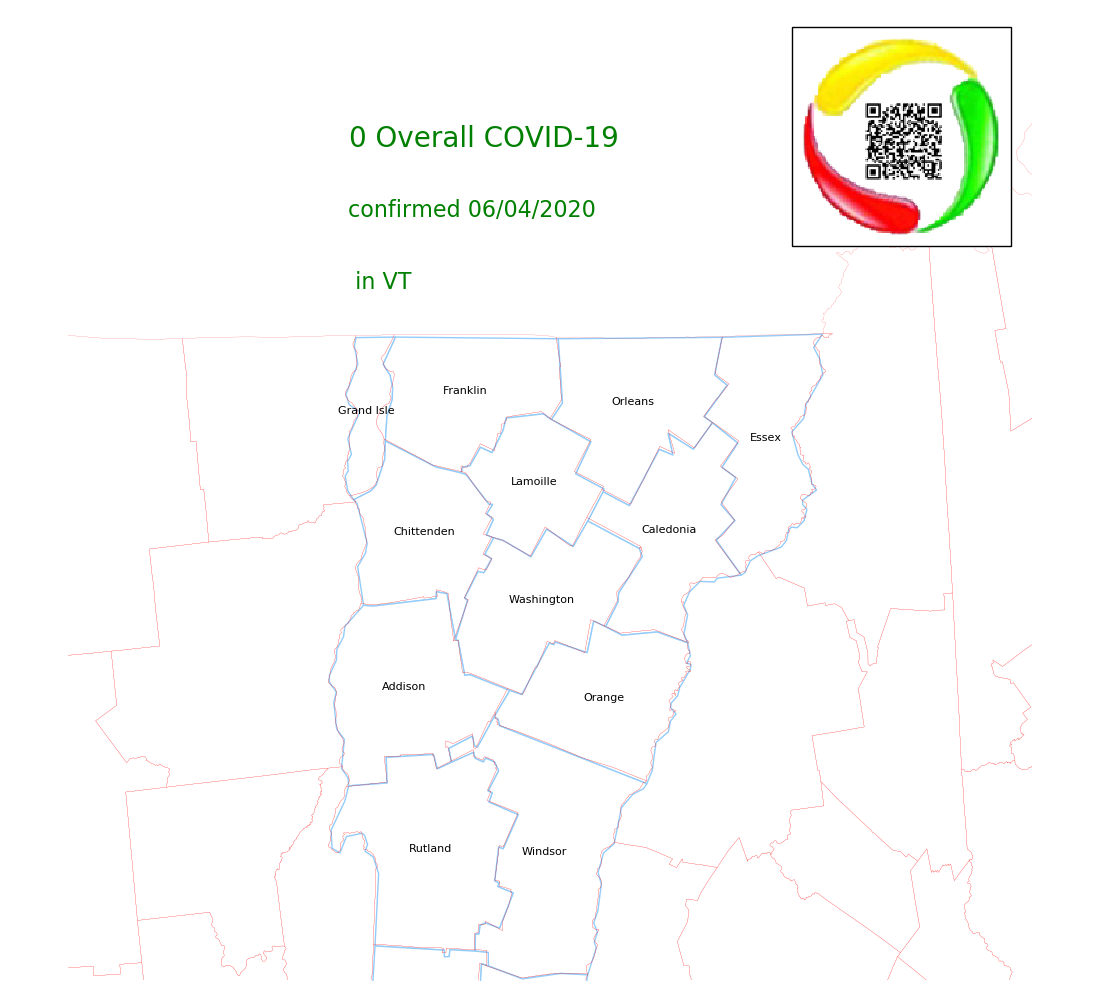 0 Overall COVID-19
confirmed 06/04/2020
in VT
Franklin
Grand Isle
Orleans
Essex
Lamoille
Chittenden
Caledonia
Washington
Addison
Orange
Rutland
Windsor